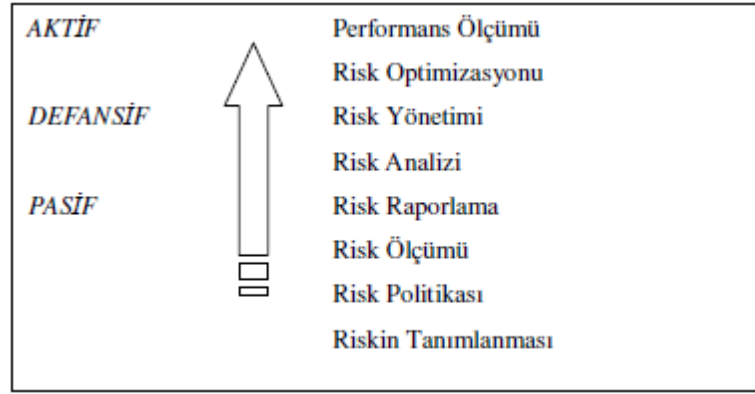 AKTİF Performans Ölçümü
Risk Optimizasyonu
DEFANSİF Risk Yönetimi
Risk Analizi
PASİF Risk Raporlama
Risk Ölçümü
Risk Politikası
Riskin Tanımlanması